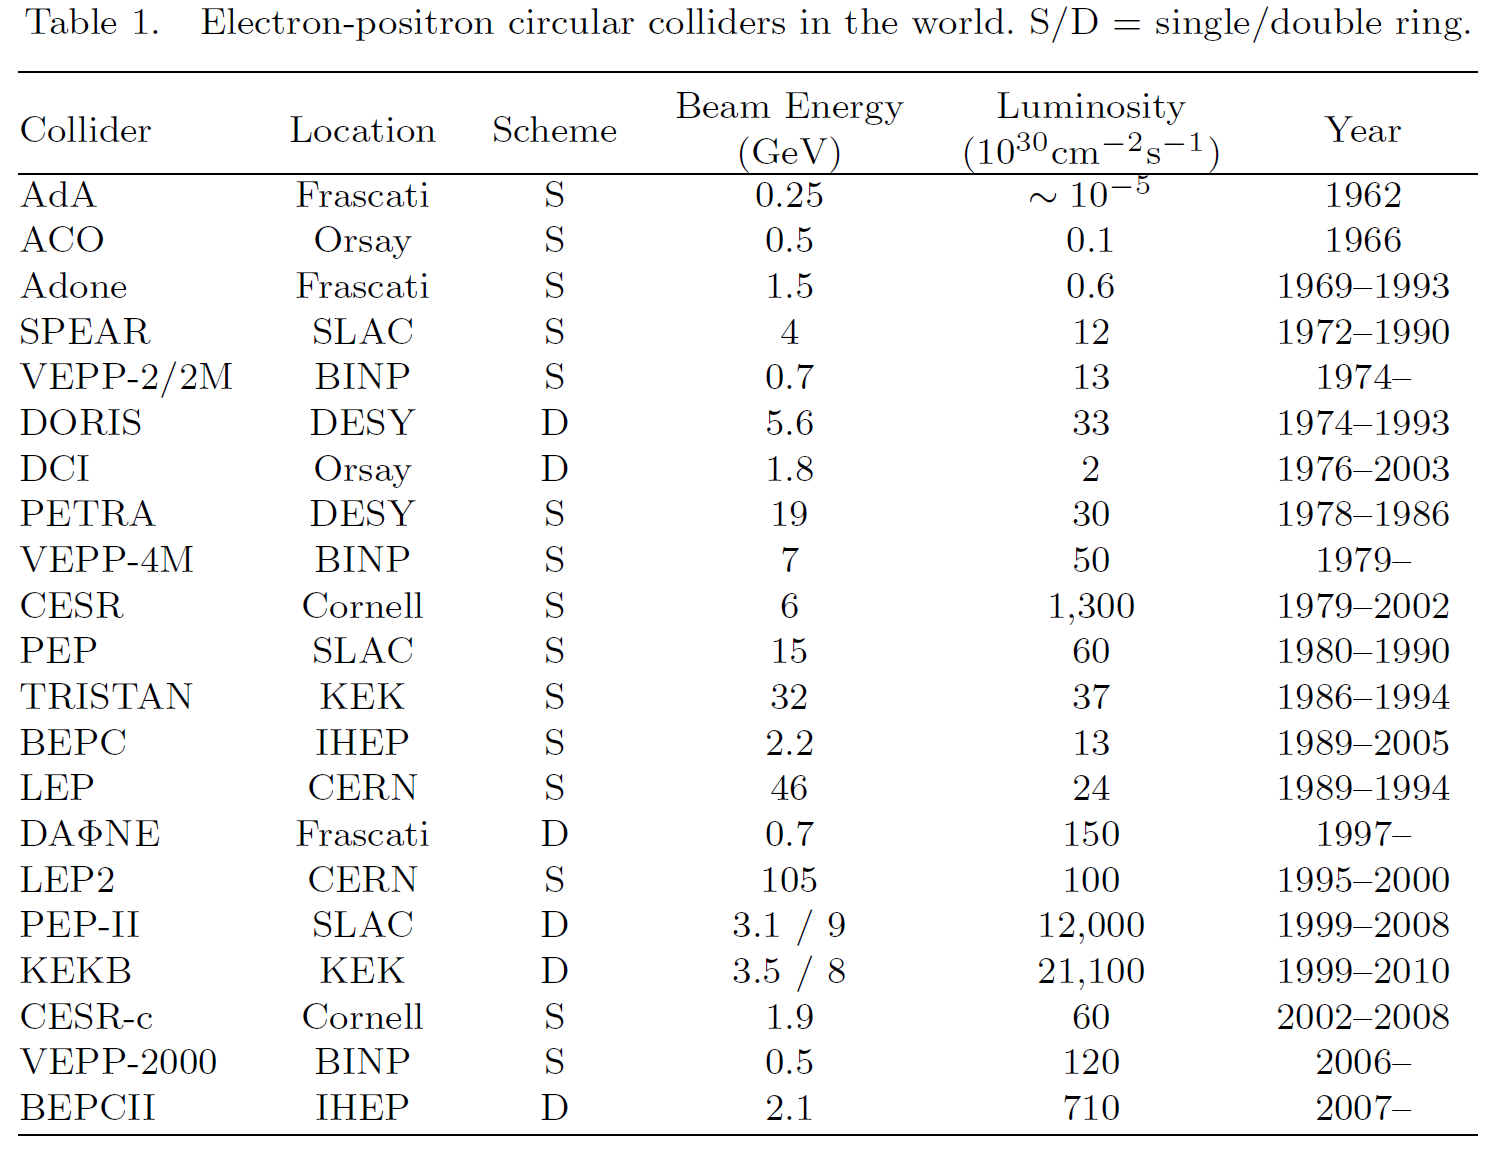 Table 1. Electron-positron circular colliders in the world. S/D = single/double ring.
Collider Location Scheme Beam Energy (GeV) Luminosity (10³⁰cm⁻²s⁻¹) Year
AdA Frascati S 0.25 ∼ 10⁻⁵ 1962
ACO Orsay S 0.5 0.1 1966
Adone Frascati S 1.5 0.6 1969–1993
SPEAR SLAC S 4 12 1972–1990
VEPP-2/2M BINP S 0.7 13 1974–
DORIS DESY D 5.6 33 1974–1993
DCI Orsay D 1.8 2 1976–2003
PETRA DESY S 19 30 1978–1986
VEPP-4M BINP S 7 50 1979–
CESR Cornell S 6 1,300 1979–2002
PEP SLAC S 15 60 1980–1990
TRISTAN KEK S 32 37 1986–1994
BEPC IHEP S 2.2 13 1989–2005
LEP CERN S 46 24 1989–1994
DAΦNE Frascati D 0.7 150 1997–
LEP2 CERN S 105 100 1995–2000
PEP-II SLAC D 3.1 / 9 12,000 1999–2008
KEKB KEK D 3.5 / 8 21,100 1999–2010
CESR-c Cornell S 1.9 60 2002–2008
VEPP-2000 BINP S 0.5 120 2006–
BEPCII IHEP D 2.1 710 2007–